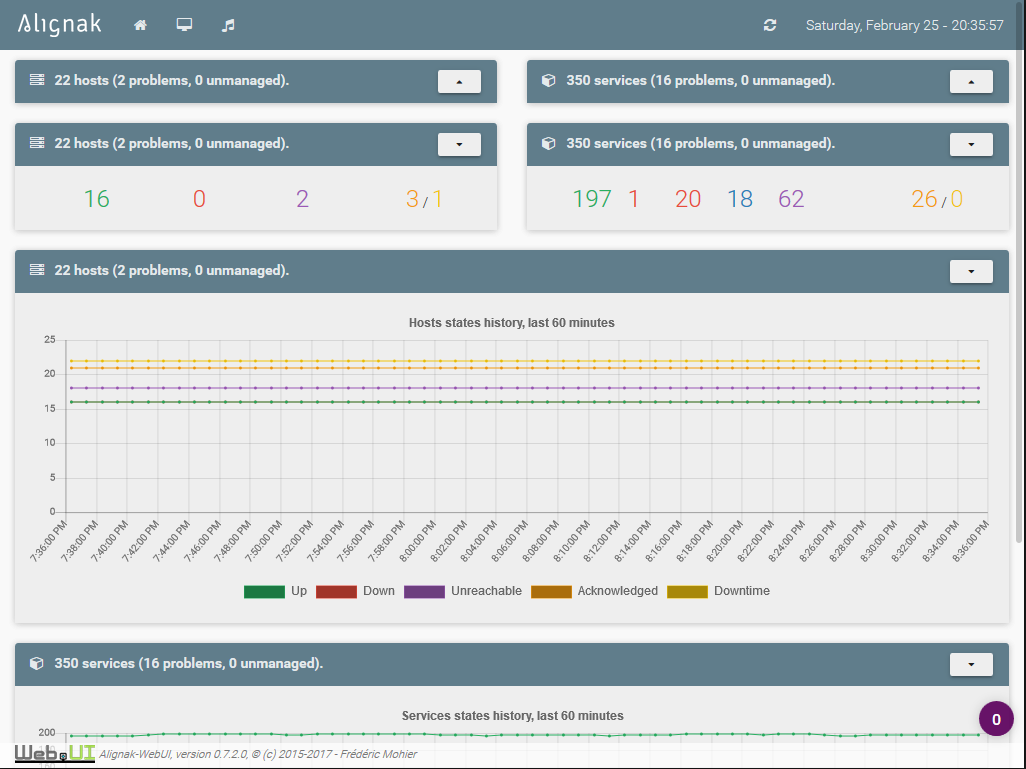 Alignak
Saturday, February 25 - 20:35:57
22 hosts (2 problems, 0 unmanaged).
350 services (16 problems, 0 unmanaged).
22 hosts (2 problems, 0 unmanaged).
350 services (16 problems, 0 unmanaged).
16 0 2 3 / 1
197 1 20 18 62 26 / 0
22 hosts (2 problems, 0 unmanaged).
Hosts states history, last 60 minutes
25
20
15
10
5
0
7:36:00 PM 7:38:00 PM 7:40:00 PM 7:42:00 PM 7:44:00 PM 7:46:00 PM 7:48:00 PM 7:50:00 PM 7:52:00 PM 7:54:00 PM 7:56:00 PM 7:58:00 PM 8:00:00 PM 8:02:00 PM 8:04:00 PM 8:06:00 PM 8:08:00 PM 8:10:00 PM 8:12:00 PM 8:14:00 PM 8:16:00 PM 8:18:00 PM 8:20:00 PM 8:22:00 PM 8:24:00 PM 8:26:00 PM 8:28:00 PM 8:30:00 PM 8:32:00 PM 8:34:00 PM 8:36:00 PM
Up Down Unreachable Acknowledged Downtime
350 services (16 problems, 0 unmanaged).
Services states history, last 60 minutes
0
200
Web UI Alignak-WebUI, version 0.7.2.0, © (c) 2015-2017 - Frédéric Mohier